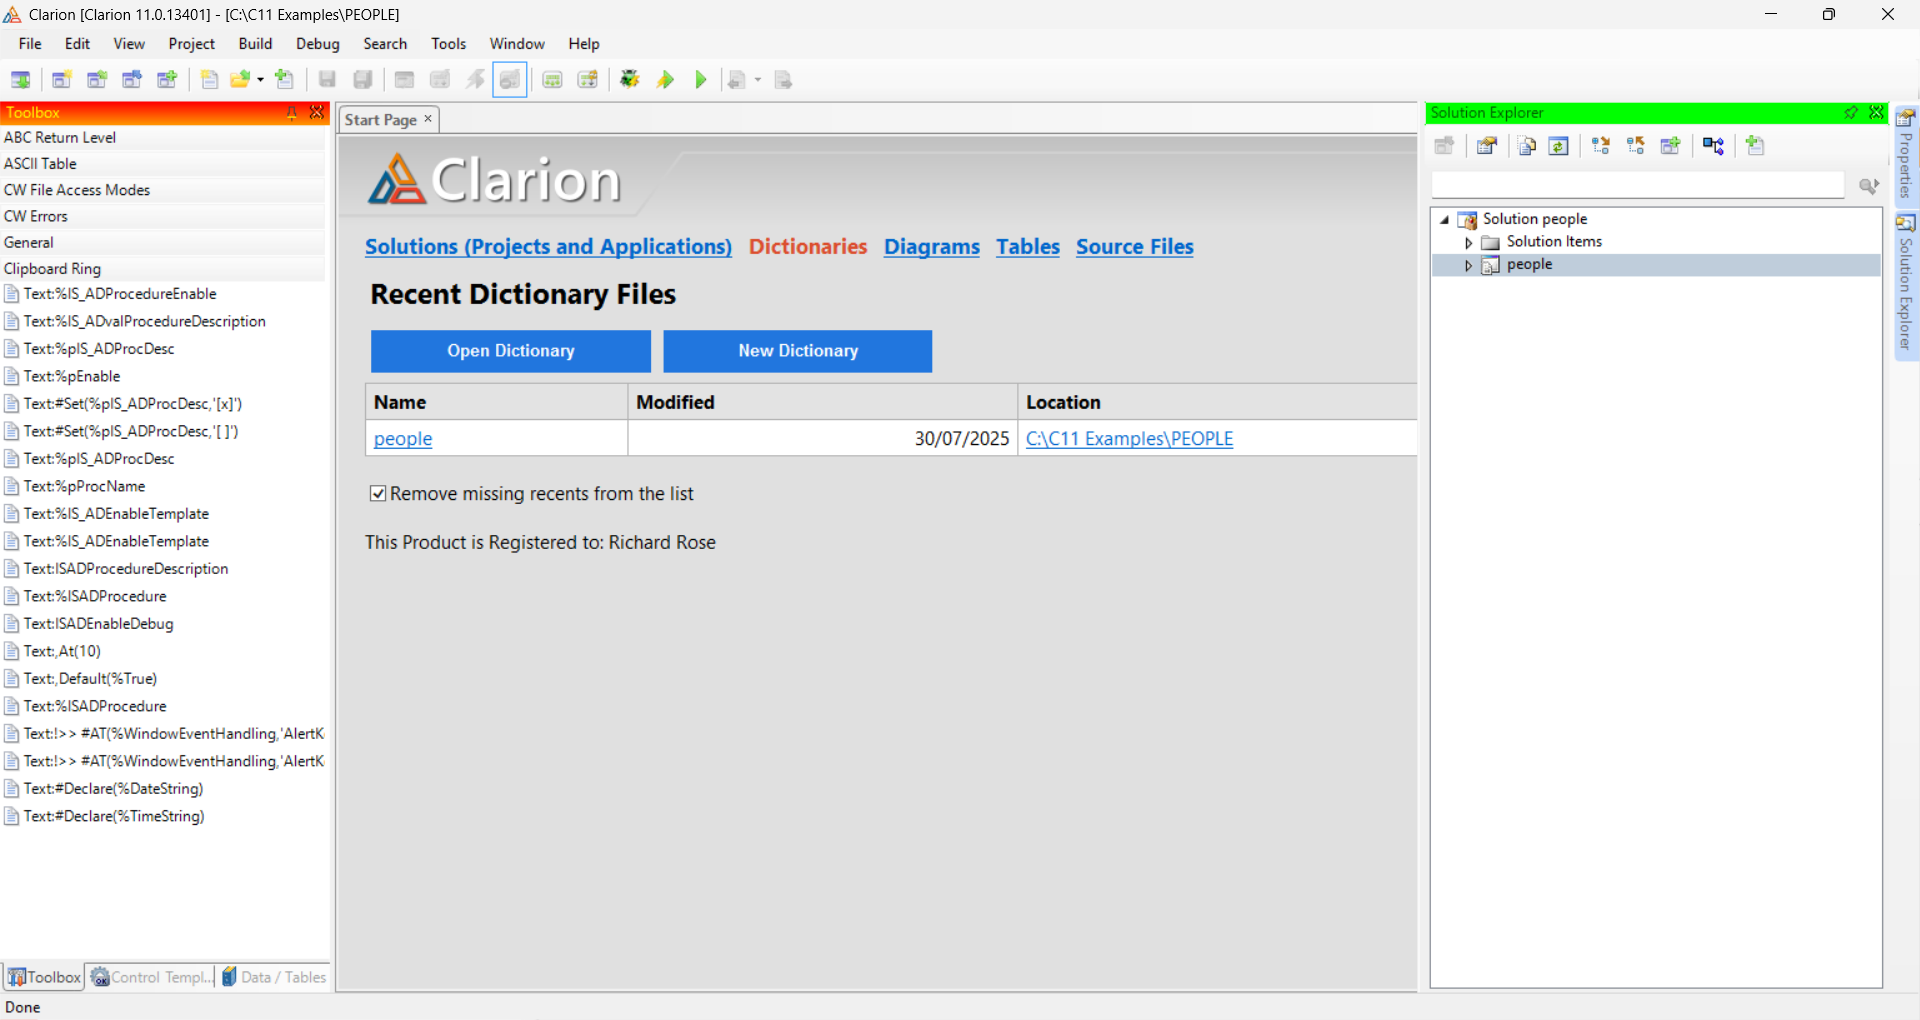 Clarion [Clarion 11.0.13401] - [C:\C11 Examples\PEOPLE]
File Edit View Project Build Debug Search Tools Window Help
Toolbox
ABC Return Level
ASCII Table
CW File Access Modes
CW Errors
General
Clipboard Ring
Text:%IS_ADProcedureEnable
Text:%IS_ADvalProcedureDescription
Text:%pIS_ADProcDesc
Text:%pEnable
Text:#Set(%pIS_ADProcDesc,'[x]')
Text:#Set(%pIS_ADProcDesc,'[ ]')
Text:%pIS_ADProcDesc
Text:%pProcName
Text:%IS_ADEnableTemplate
Text:%IS_ADEnableTemplate
Text:ISADProcedureDescription
Text:%ISADProcedure
Text:ISADEnableDebug
Text:,At(10)
Text:,Default(%True)
Text:%ISADProcedure
Text:!>> #AT(%WindowEventHandling,'AlertK
Text:!>> #AT(%WindowEventHandling,'AlertK
Text:#Declare(%DateString)
Text:#Declare(%TimeString)
Toolbox Control Templ... Data / Tables
Done
Start Page
Clarion
Solutions (Projects and Applications) Dictionaries Diagrams Tables Source Files
Recent Dictionary Files
Open Dictionary New Dictionary
Name Modified Location
people 30/07/2025 C:\C11 Examples\PEOPLE
Remove missing recents from the list
This Product is Registered to: Richard Rose
Solution Explorer
Solution people
Solution Items
people
Properties
Solution Explorer